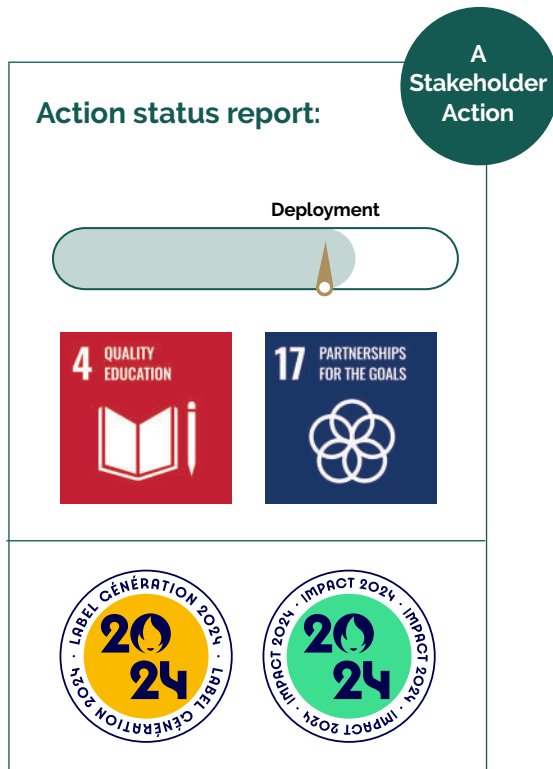 A
Stakeholder
Action
Action status report:
Deployment
4 QUALITY
EDUCATION
17 PARTNERSHIPS
FOR THE GOALS
LABEL GÉNÉRATION 2024 · LABEL GÉNÉRATION 2024 ·
20
24
IMPACT 2024 · IMPACT 2024 · IMPACT 2024 · IMPACT 2024 ·
20
24